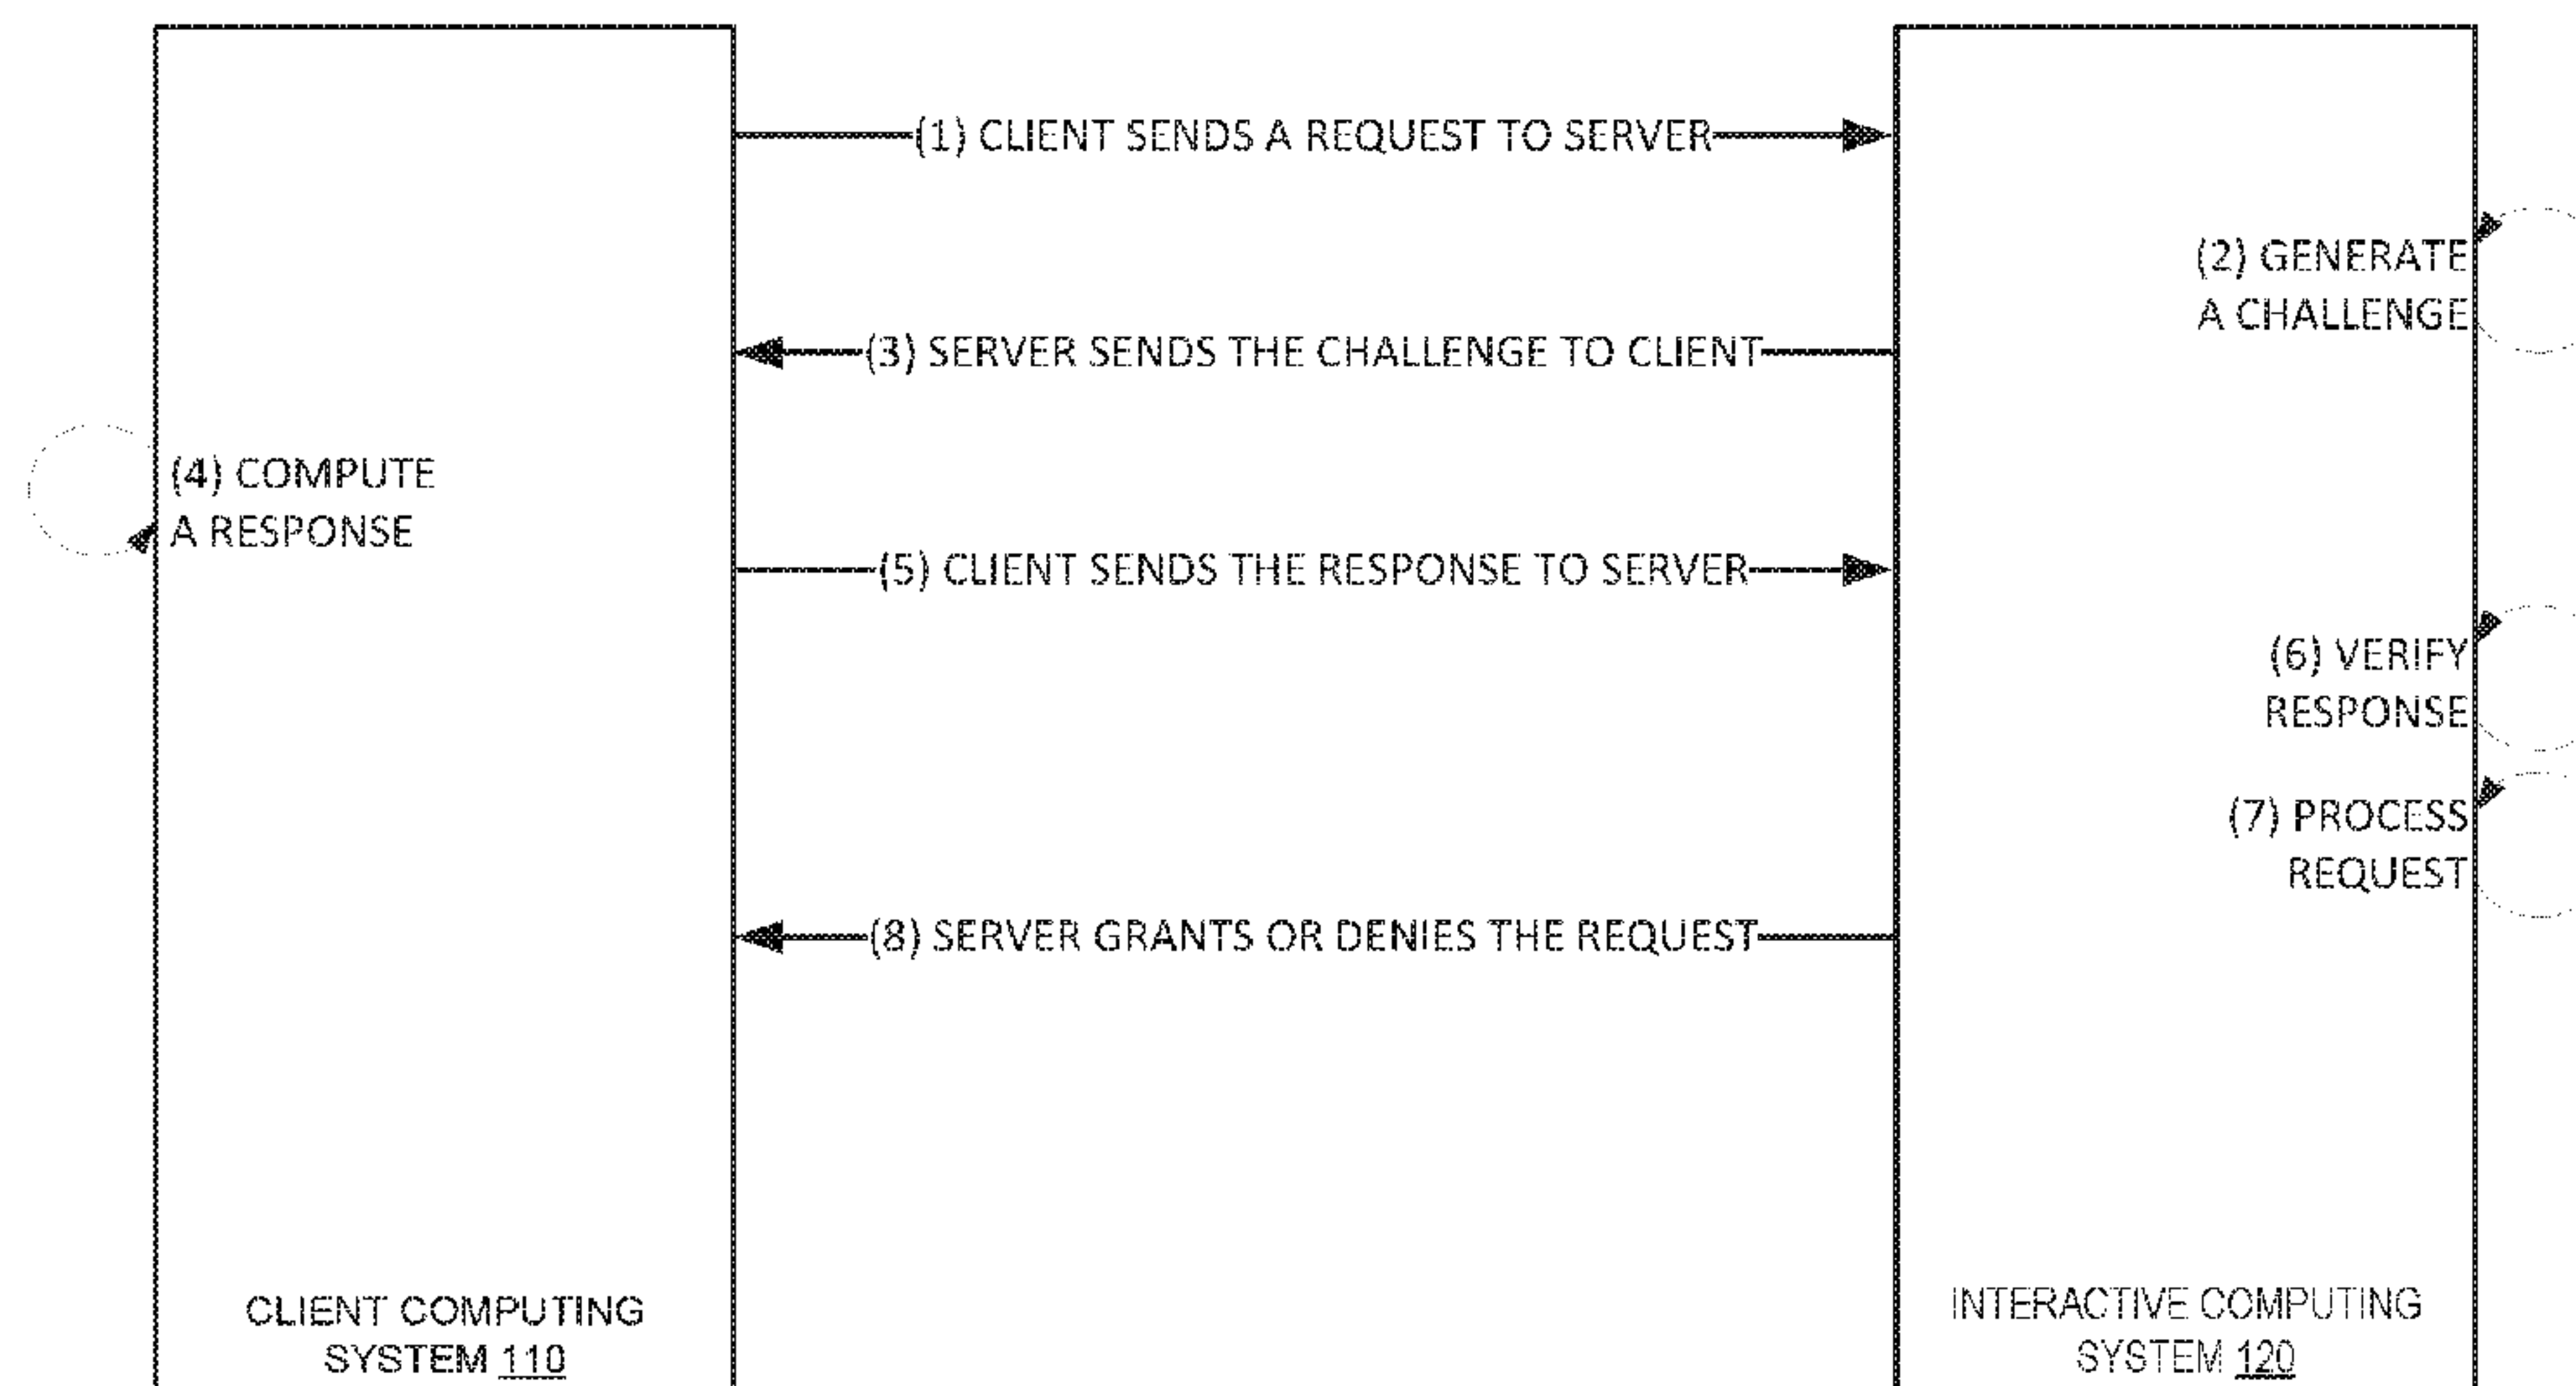 (1) CLIENT SENDS A REQUEST TO SERVER
(2) GENERATE
A CHALLENGE
(3) SERVER SENDS THE CHALLENGE TO CLIENT
(4) COMPUTE
A RESPONSE
(5) CLIENT SENDS THE RESPONSE TO SERVER
(6) VERIFY
RESPONSE
(7) PROCESS
REQUEST
(8) SERVER GRANTS OR DENIES THE REQUEST
CLIENT COMPUTING
SYSTEM 110
INTERACTIVE COMPUTING
SYSTEM 120